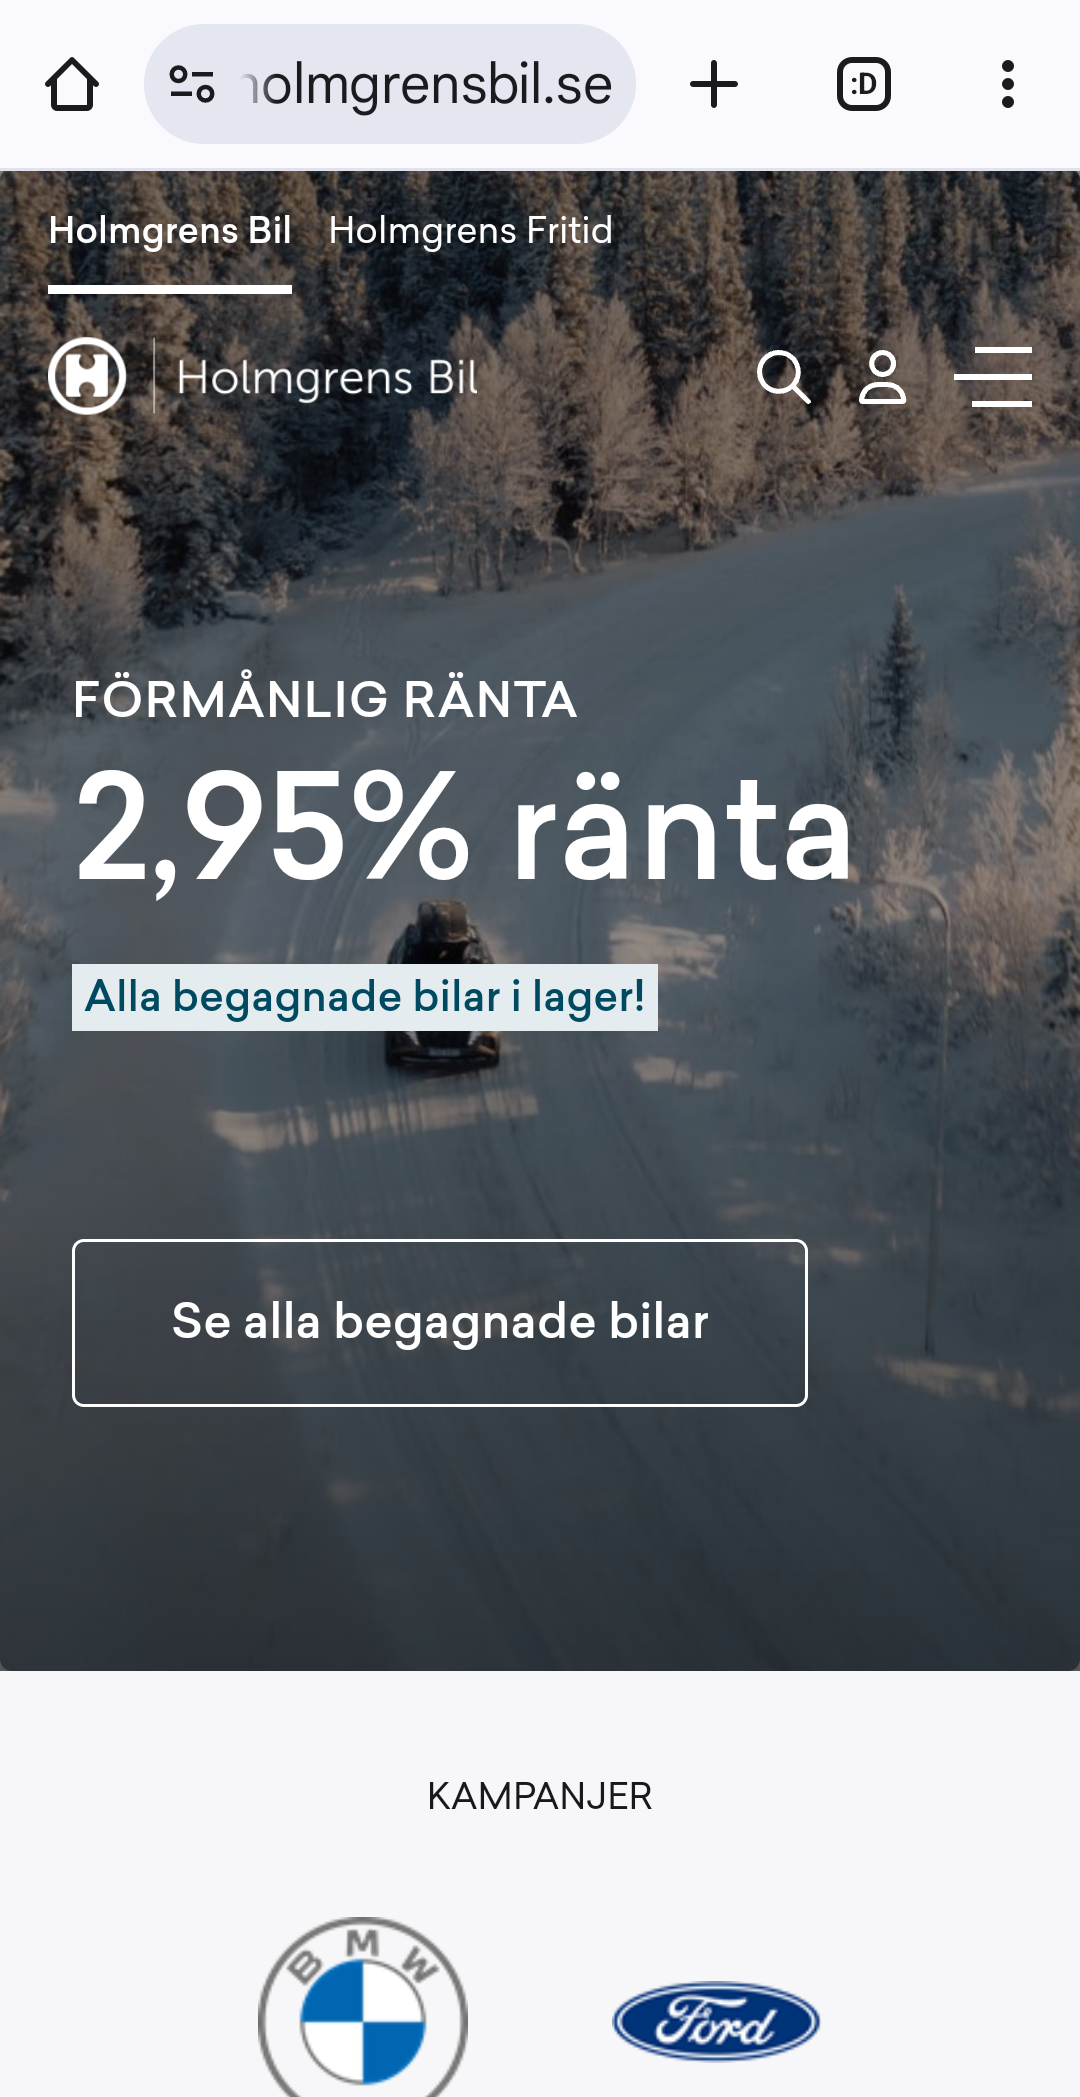 holmgrensbil.se
:D
Holmgrens Bil Holmgrens Fritid
H Holmgrens Bil
FÖRMÅNLIG RÄNTA
2,95% ränta
Alla begagnade bilar i lager!
Se alla begagnade bilar
KAMPANJER
BMW
Ford